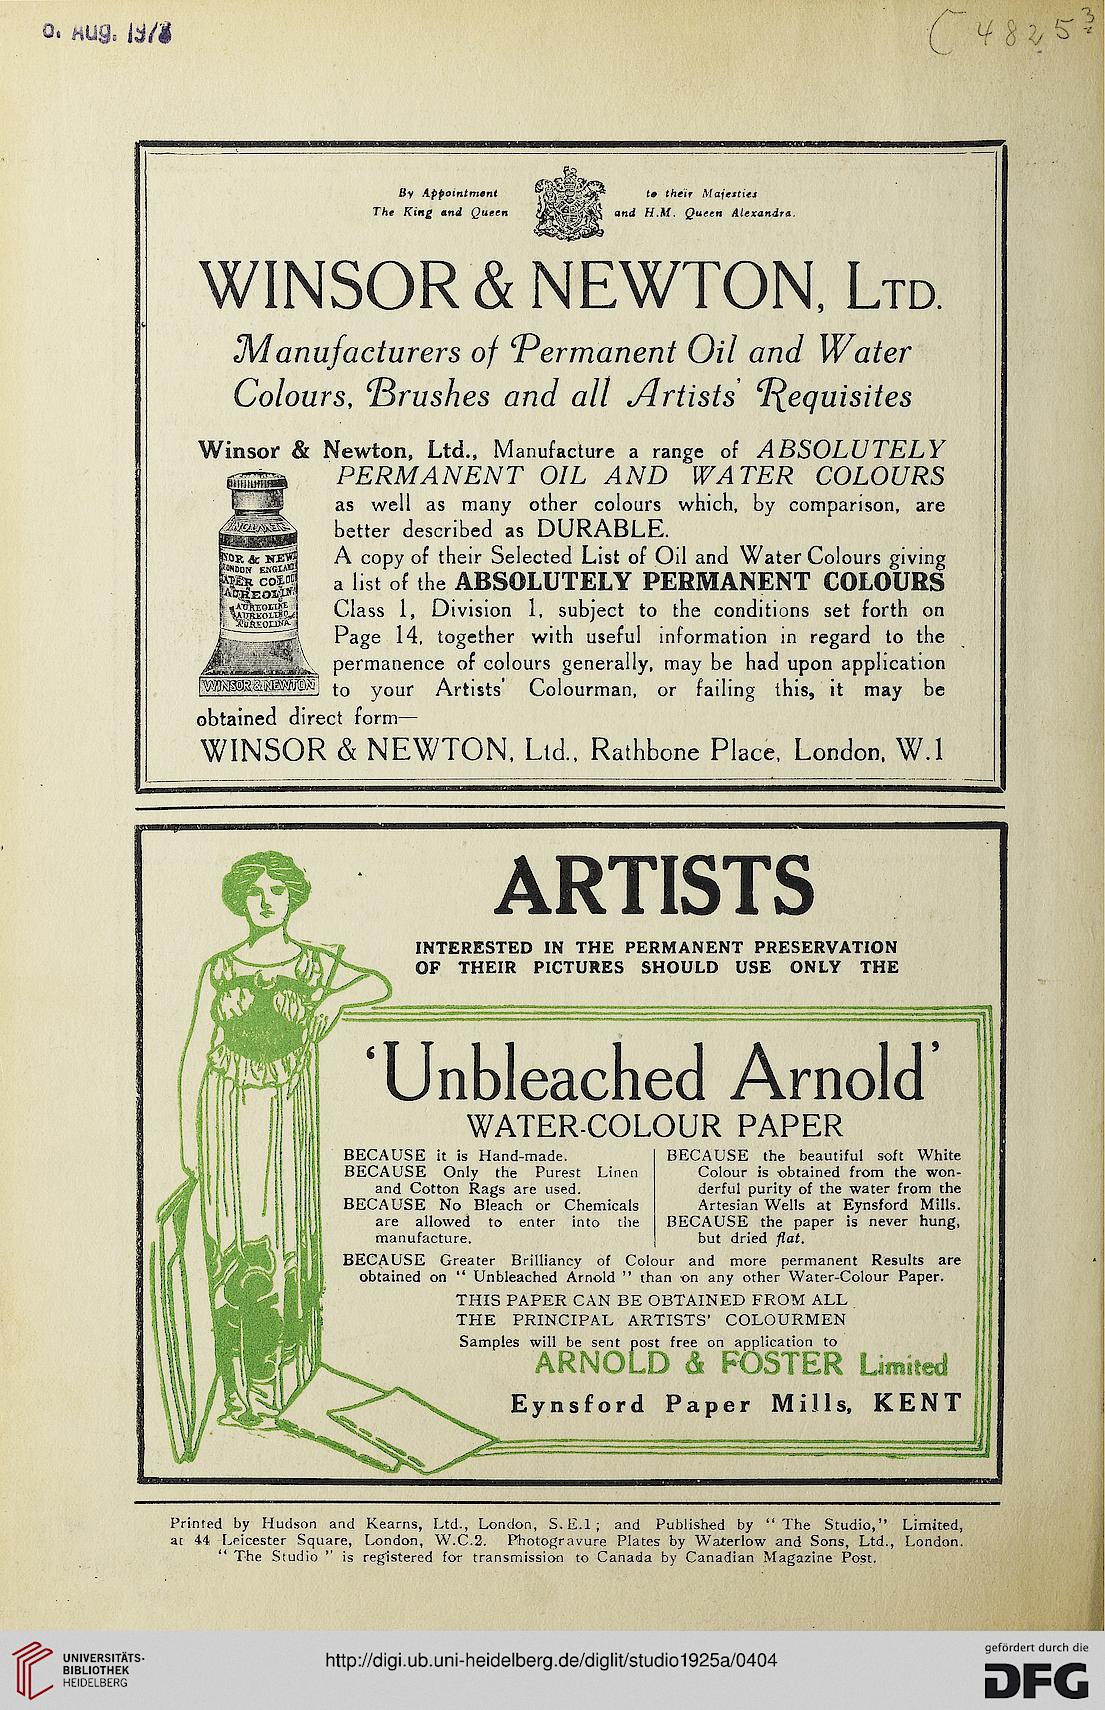 Aug.
C 4825³
By Appointment to their Majesties
The King and Queen and H.M. Queen Alexandra.
WINSOR & NEWTON, LTD.
Manufacturers of Permanent Oil and Water
Colours, Brushes and all Artists' Requisites
Winsor & Newton, Ltd., Manufacture a range of ABSOLUTELY
PERMANENT OIL AND WATER COLOURS
as well as many other colours which, by comparison, are
better described as DURABLE.
A copy of their Selected List of Oil and Water Colours giving
a list of the ABSOLUTELY PERMANENT COLOURS
Class 1, Division 1, subject to the conditions set forth on
Page 14, together with useful information in regard to the
permanence of colours generally, may be had upon application
to your Artists' Colourman, or failing this, it may be
obtained direct form—
WINSOR & NEWTON, Ltd., Rathbone Place, London, W.1
WINSOR & NEWTON
ARTISTS
INTERESTED IN THE PERMANENT PRESERVATION
OF THEIR PICTURES SHOULD USE ONLY THE
'Unbleached Arnold'
WATER-COLOUR PAPER
BECAUSE it is Hand-made.
BECAUSE Only the Purest Linen
and Cotton Rags are used.
BECAUSE No Bleach or Chemicals
are allowed to enter into the
manufacture.
BECAUSE the beautiful soft White
Colour is obtained from the won-
derful purity of the water from the
Artesian Wells at Eynsford Mills.
BECAUSE the paper is never hung,
but dried flat.
BECAUSE Greater Brilliancy of Colour and more permanent Results are
obtained on "Unbleached Arnold" than on any other Water-Colour Paper.
THIS PAPER CAN BE OBTAINED FROM ALL
THE PRINCIPAL ARTISTS' COLOURMEN
Samples will be sent post free on application to
ARNOLD & FOSTER Limited
Eynsford Paper Mills, KENT
Printed by Hudson and Kearns, Ltd., London, S.E.1; and Published by "The Studio," Limited,
at 44 Leicester Square, London, W.C.2. Photogravure Plates by Waterlow and Sons, Ltd., London.
"The Studio" is registered for transmission to Canada by Canadian Magazine Post.
UNIVERSITÄTS-
BIBLIOTHEK
HEIDELBERG
http://digi.ub.uni-heidelberg.de/diglit/studio1925a/0404
gefördert durch die
DFG